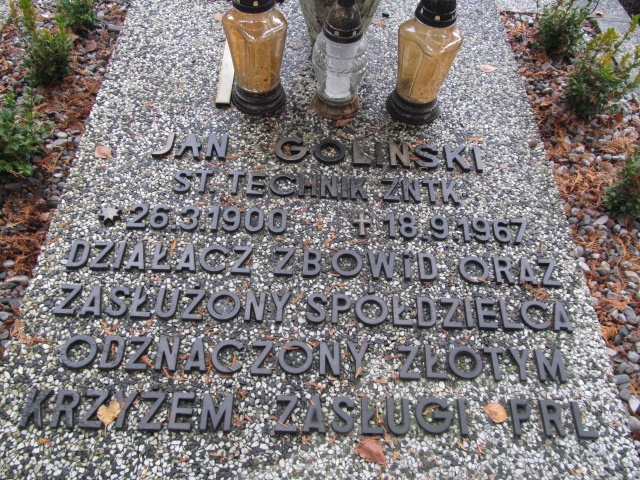 JAN GOLIŃSKI
ST. TECHNIK ZNTK
26.3.1900 18.9.1967
DZIAŁACZ ZBOWiD ORAZ
ZASŁUŻONY SPÓŁDZIELCA
ODZNACZONY ZŁOTYM
KRZYZEM ZASŁUGI PRL